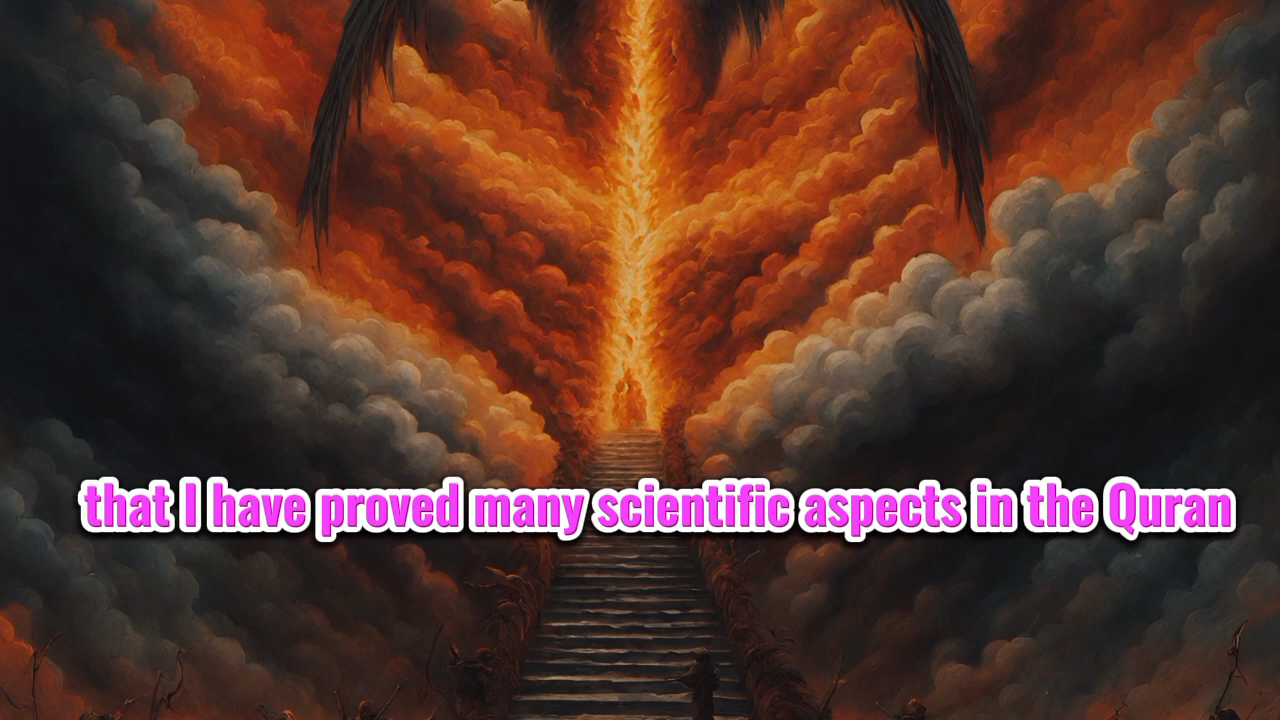 that I have proved many scientific aspects in the Quran